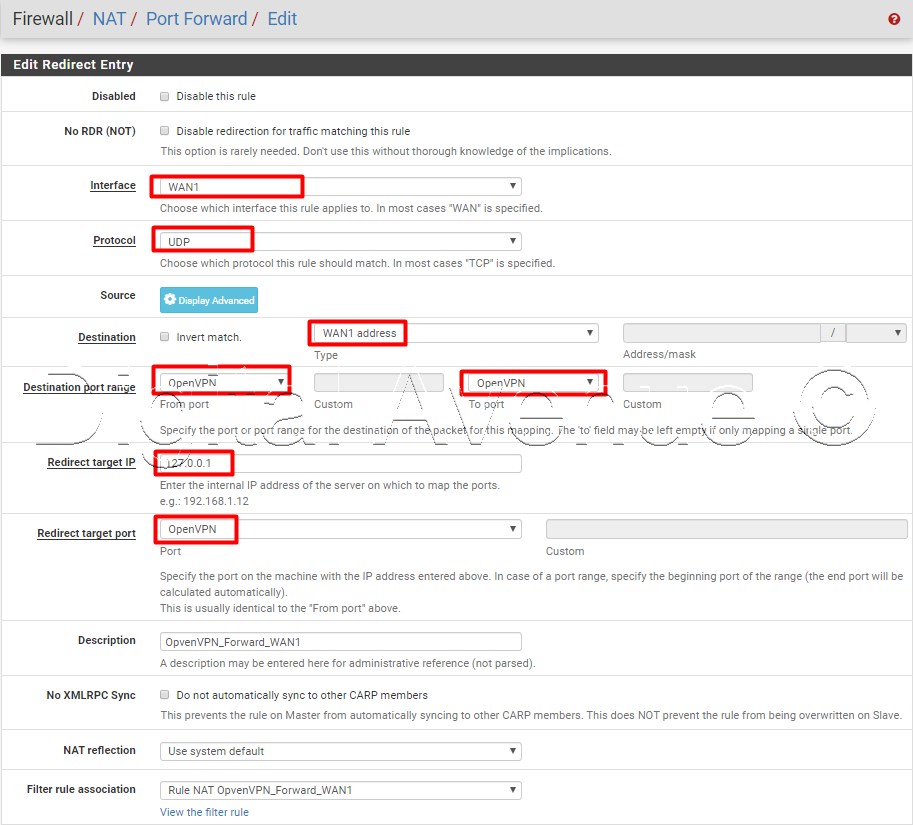 Firewall / NAT / Port Forward / Edit
Edit Redirect Entry
Disabled Disable this rule
No RDR (NOT) Disable redirection for traffic matching this rule
This option is rarely needed. Don't use this without thorough knowledge of the implications.
Interface WAN1
Choose which interface this rule applies to. In most cases "WAN" is specified.
Protocol UDP
Choose which protocol this rule should match. In most cases "TCP" is specified.
Source Display Advanced
Destination Invert match. WAN1 address /
Type Address/mask
Destination port range OpenVPN OpenVPN
From port Custom To port Custom
Specify the port or port range for the destination of the packet for this mapping. The 'to' field may be left empty if only mapping a single port.
Redirect target IP 127.0.0.1
Enter the internal IP address of the server on which to map the ports.
e.g.: 192.168.1.12
Redirect target port OpenVPN
Port Custom
Specify the port on the machine with the IP address entered above. In case of a port range, specify the beginning port of the range (the end port will be
calculated automatically).
This is usually identical to the "From port" above.
Description OpvenVPN_Forward_WAN1
A description may be entered here for administrative reference (not parsed).
No XMLRPC Sync Do not automatically sync to other CARP members
This prevents the rule on Master from automatically syncing to other CARP members. This does NOT prevent the rule from being overwritten on Slave.
NAT reflection Use system default
Filter rule association Rule NAT OpvenVPN_Forward_WAN1
View the filter rule